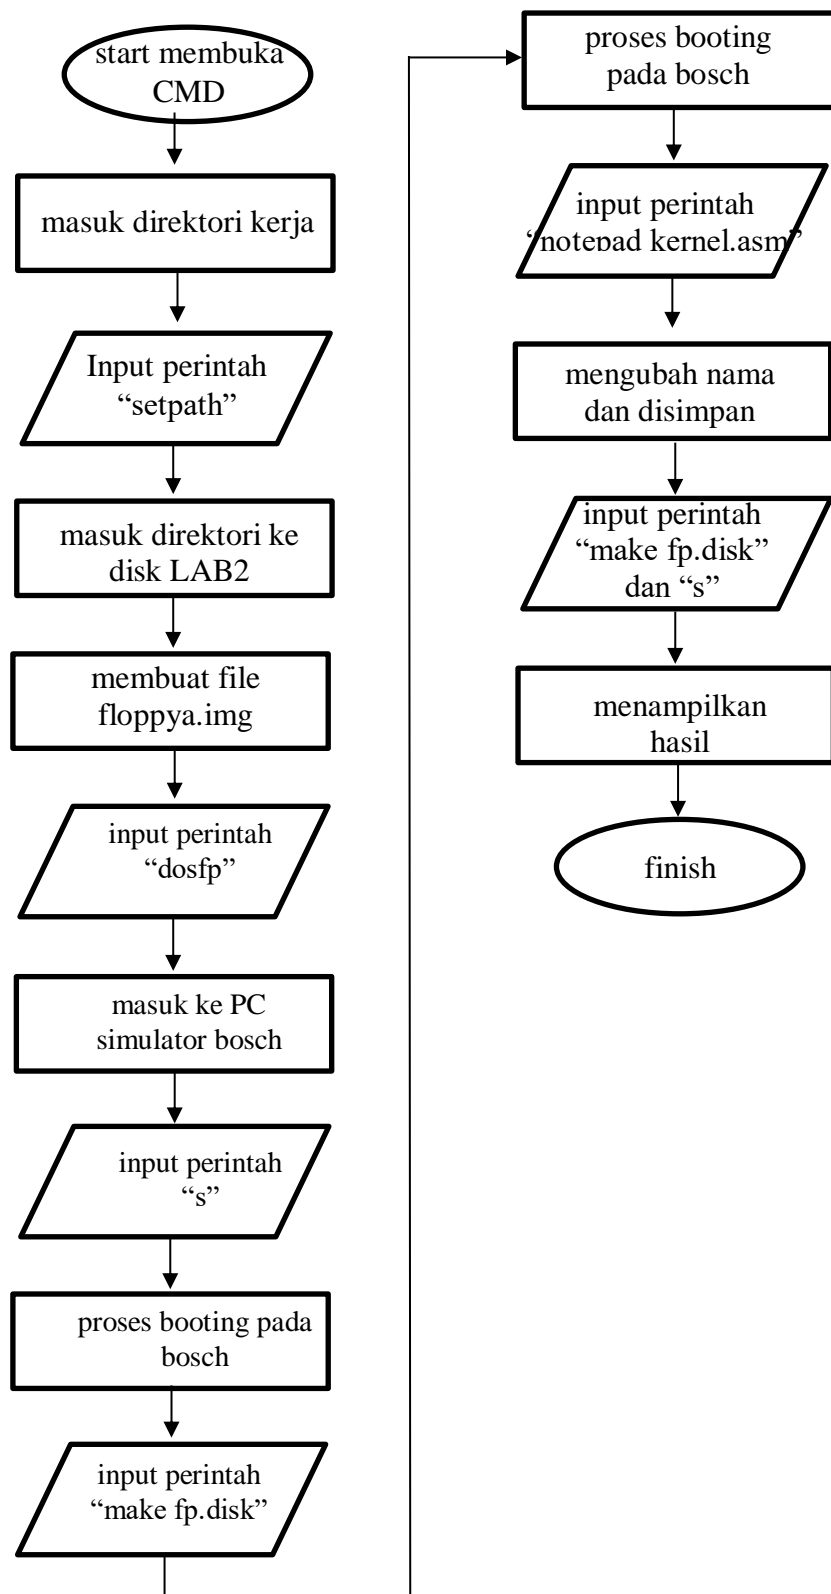 start membuka
CMD
masuk direktori kerja
Input perintah
“setpath”
masuk direktori ke
disk LAB2
membuat file
floppya.img
input perintah
“dosfp”
masuk ke PC
simulator bosch
input perintah
“s”
proses booting pada
bosch
input perintah
“make fp.disk”
proses booting
pada bosch
input perintah
“notepad kernel.asm”
mengubah nama
dan disimpan
input perintah
“make fp.disk”
dan “s”
menampilkan
hasil
finish